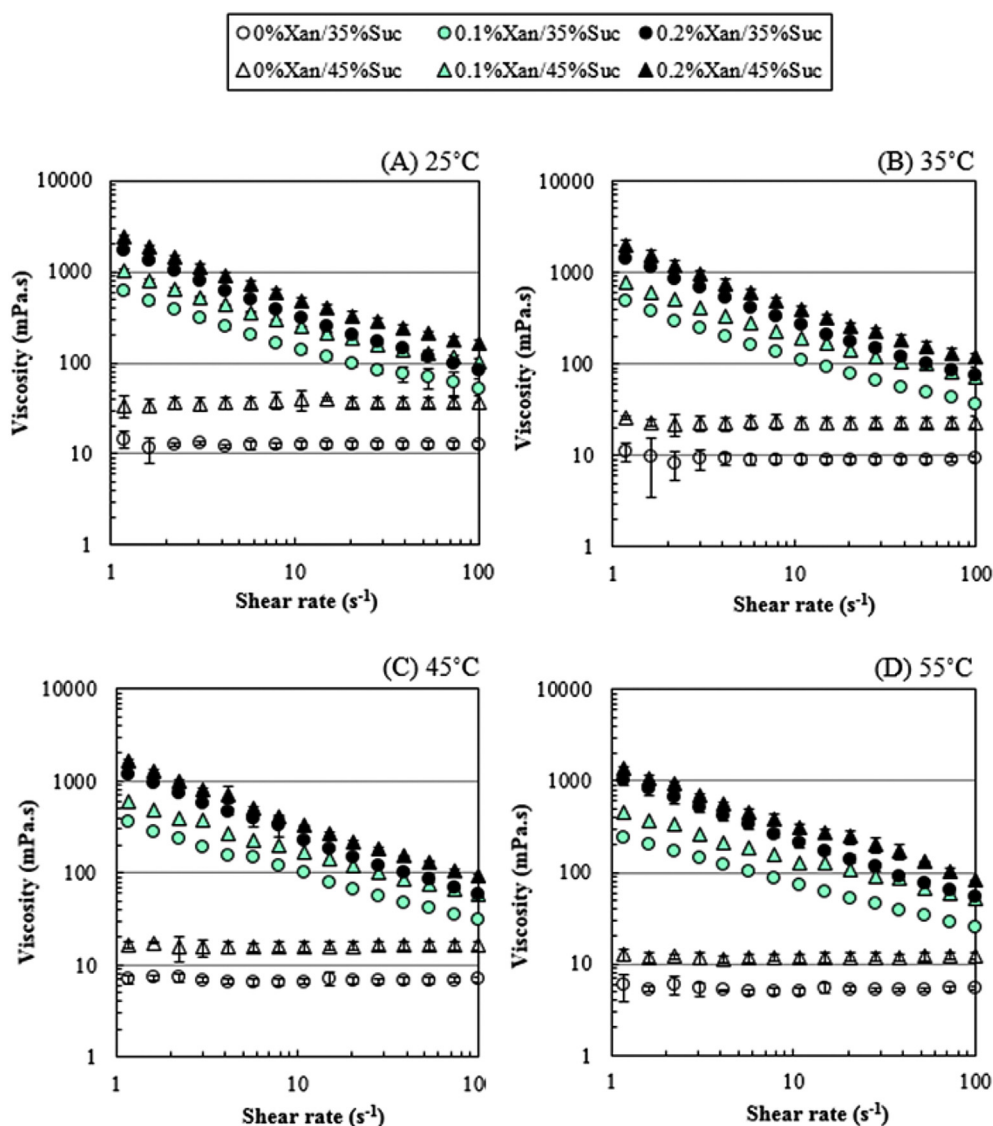 0%Xan/35%Suc 0.1%Xan/35%Suc 0.2%Xan/35%Suc
0%Xan/45%Suc 0.1%Xan/45%Suc 0.2%Xan/45%Suc
(A) 25°C
10000
1000
100
10
1
Viscosity (mPa.s)
1 10 100
Shear rate (s⁻¹)
(B) 35°C
10000
1000
100
10
1
Viscosity (mPa.s)
1 10 100
Shear rate (s⁻¹)
(C) 45°C
10000
1000
100
10
1
Viscosity (mPa.s)
1 10 10
Shear rate (s⁻¹)
(D) 55°C
10000
1000
100
10
1
Viscosity (mPa.s)
1 10 100
Shear rate (s⁻¹)